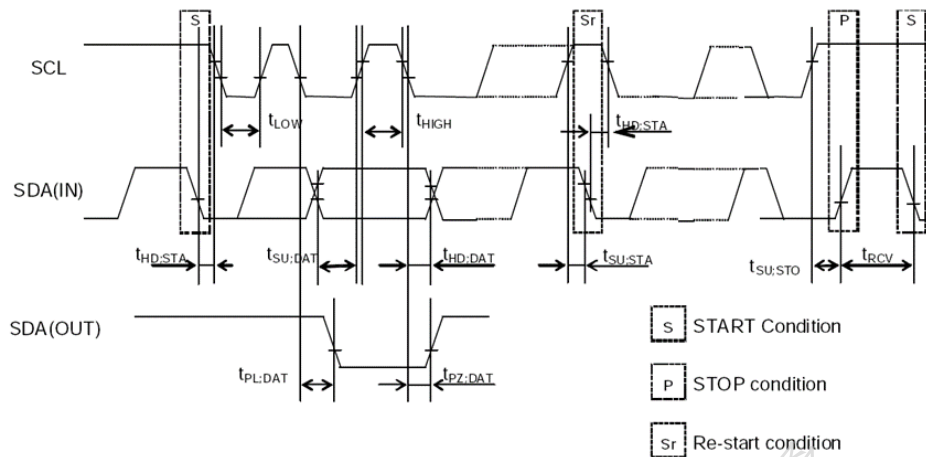 S Sr P S
SCL
tLOW tHIGH tHD;STA
SDA(IN)
tHD;STA tSU;DAT tHD;DAT tSU;STA tSU;STO tRCV
SDA(OUT)
S START Condition
tPL;DAT tPZ;DAT
P STOP condition
Sr Re-start condition